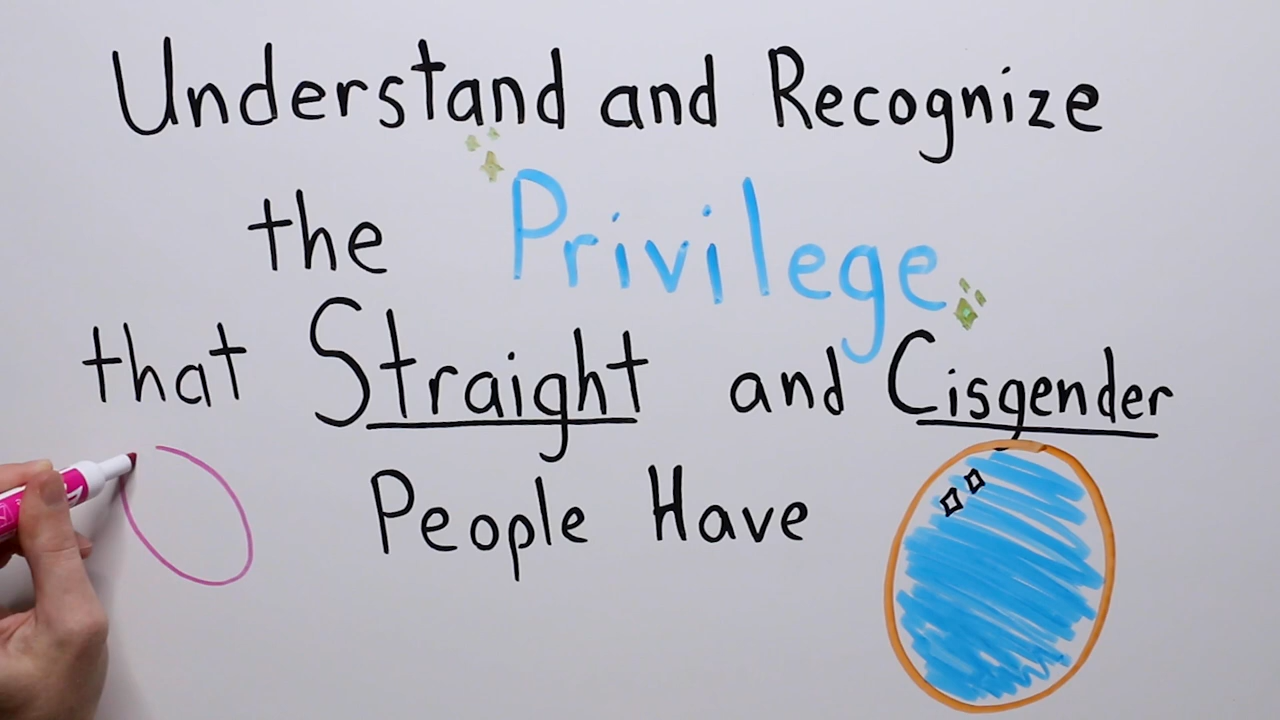 Understand and Recognize
the Privilege
that Straight and Cisgender
People Have